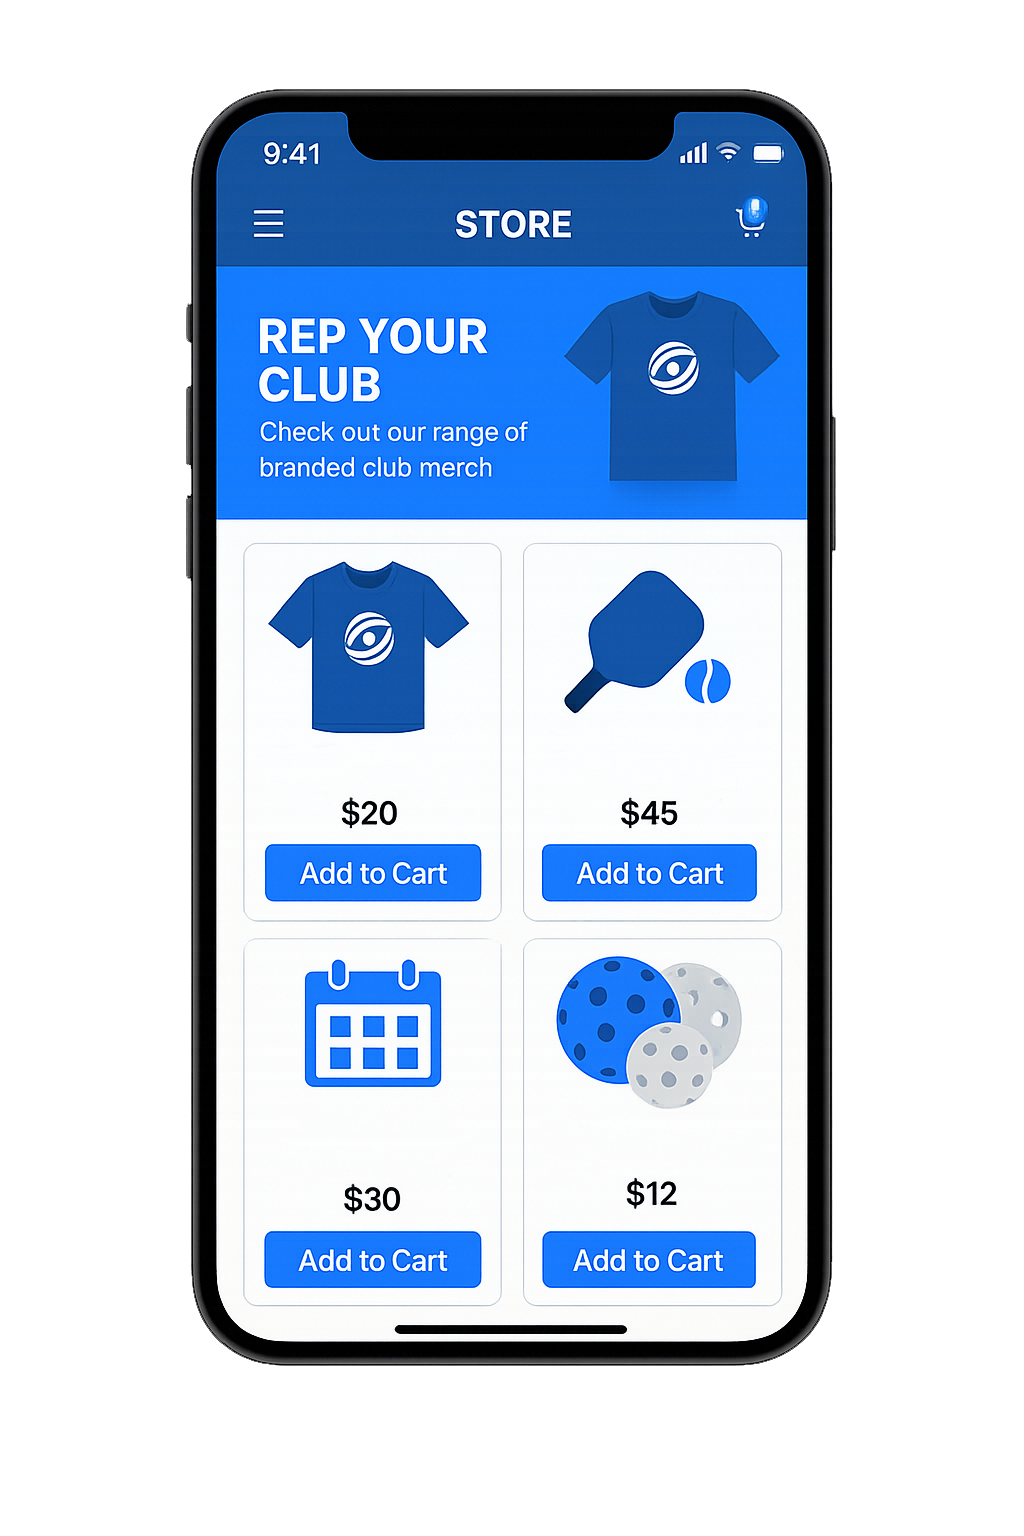 9:41
STORE
REP YOUR
CLUB
Check out our range of
branded club merch
$20
$45
Add to Cart
Add to Cart
$30
$12
Add to Cart
Add to Cart